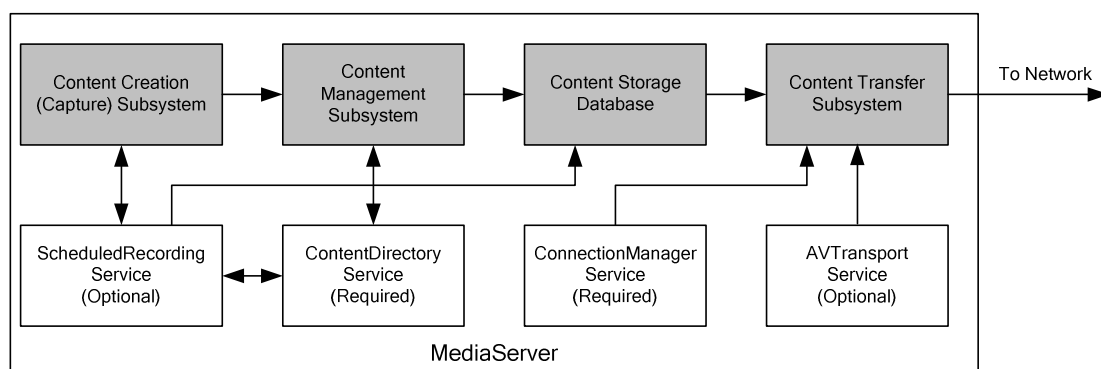 Content Creation
(Capture) Subsystem
Content
Management
Subsystem
Content Storage
Database
Content Transfer
Subsystem
To Network
ScheduledRecording
Service
(Optional)
ContentDirectory
Service
(Required)
ConnectionManager
Service
(Required)
AVTransport
Service
(Optional)
MediaServer